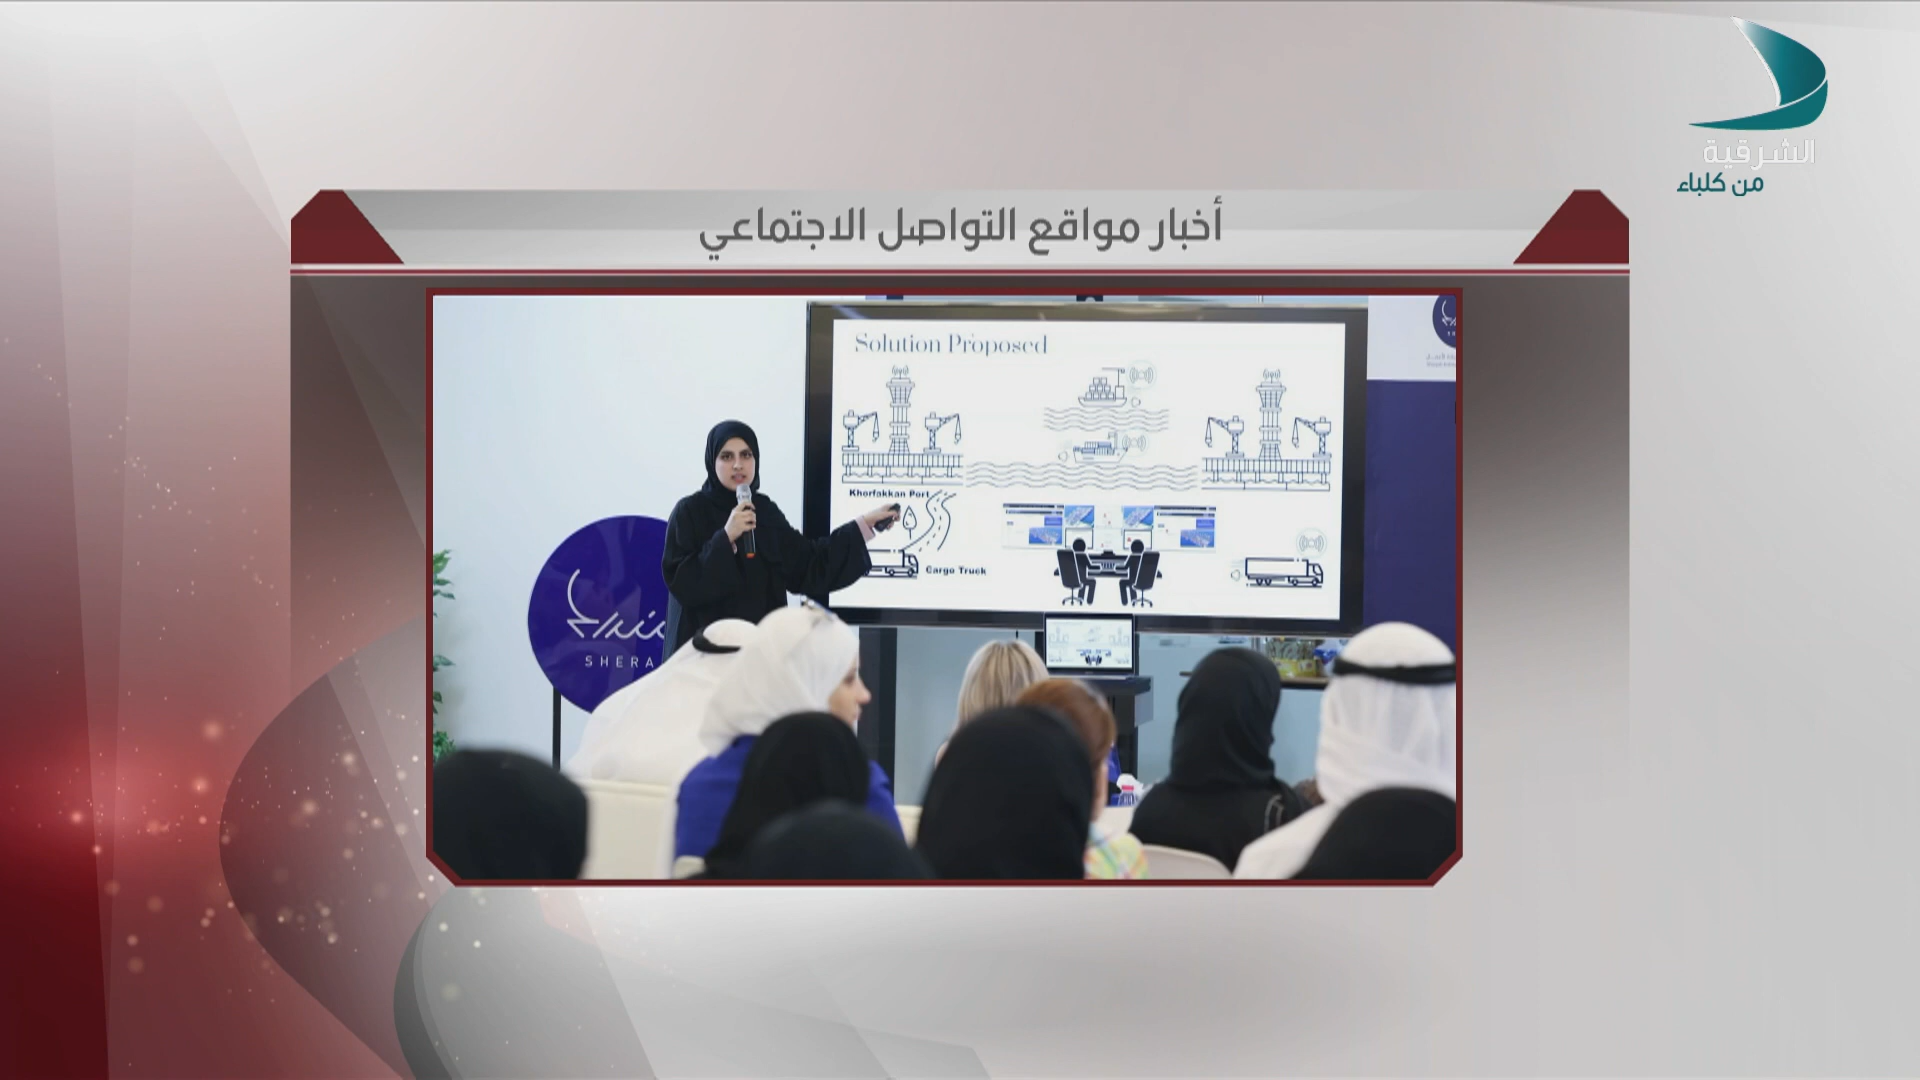 الشرقية
من كلباء
أخبار مواقع التواصل الاجتماعي
Solution Proposed
Khorfakkan Port
Cargo Truck
SHERA